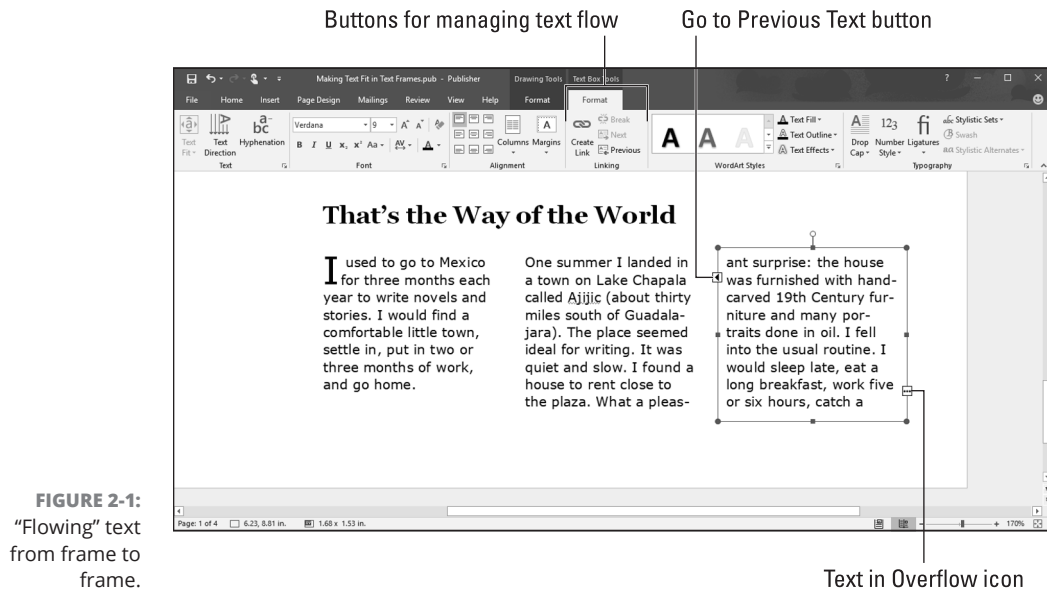 Buttons for managing text flow
Go to Previous Text button
Making Text Fit in Text Frames.pub - Publisher
Drawing Tools
Text Box Tools
?
File
Home
Insert
Page Design
Mailings
Review
View
Help
Format
Format
Text
Fit
Text
Direction
Hyphenation
Text
Verdana
9
B I U x₂ x² Aa AV A
Font
Columns
Margins
Alignment
Create
Link
Break
Next
Previous
Linking
A A A
Text Fill
Text Outline
Text Effects
WordArt Styles
Drop
Cap
Number
Style
Ligatures
Stylistic Sets
Swash
Stylistic Alternates
Typography
That's the Way of the World
I used to go to Mexico
for three months each
year to write novels and
stories. I would find a
comfortable little town,
settle in, put in two or
three months of work,
and go home.
One summer I landed in
a town on Lake Chapala
called Ajijic (about thirty
miles south of Guadala-
jara). The place seemed
ideal for writing. It was
quiet and slow. I found a
house to rent close to
the plaza. What a pleas-
ant surprise: the house
was furnished with hand-
carved 19th Century fur-
niture and many por-
traits done in oil. I fell
into the usual routine. I
would sleep late, eat a
long breakfast, work five
or six hours, catch a
Page: 1 of 4
6.23, 8.81 in.
1.68 x 1.53 in.
170%
Text in Overflow icon
FIGURE 2-1:
“Flowing” text
from frame to
frame.